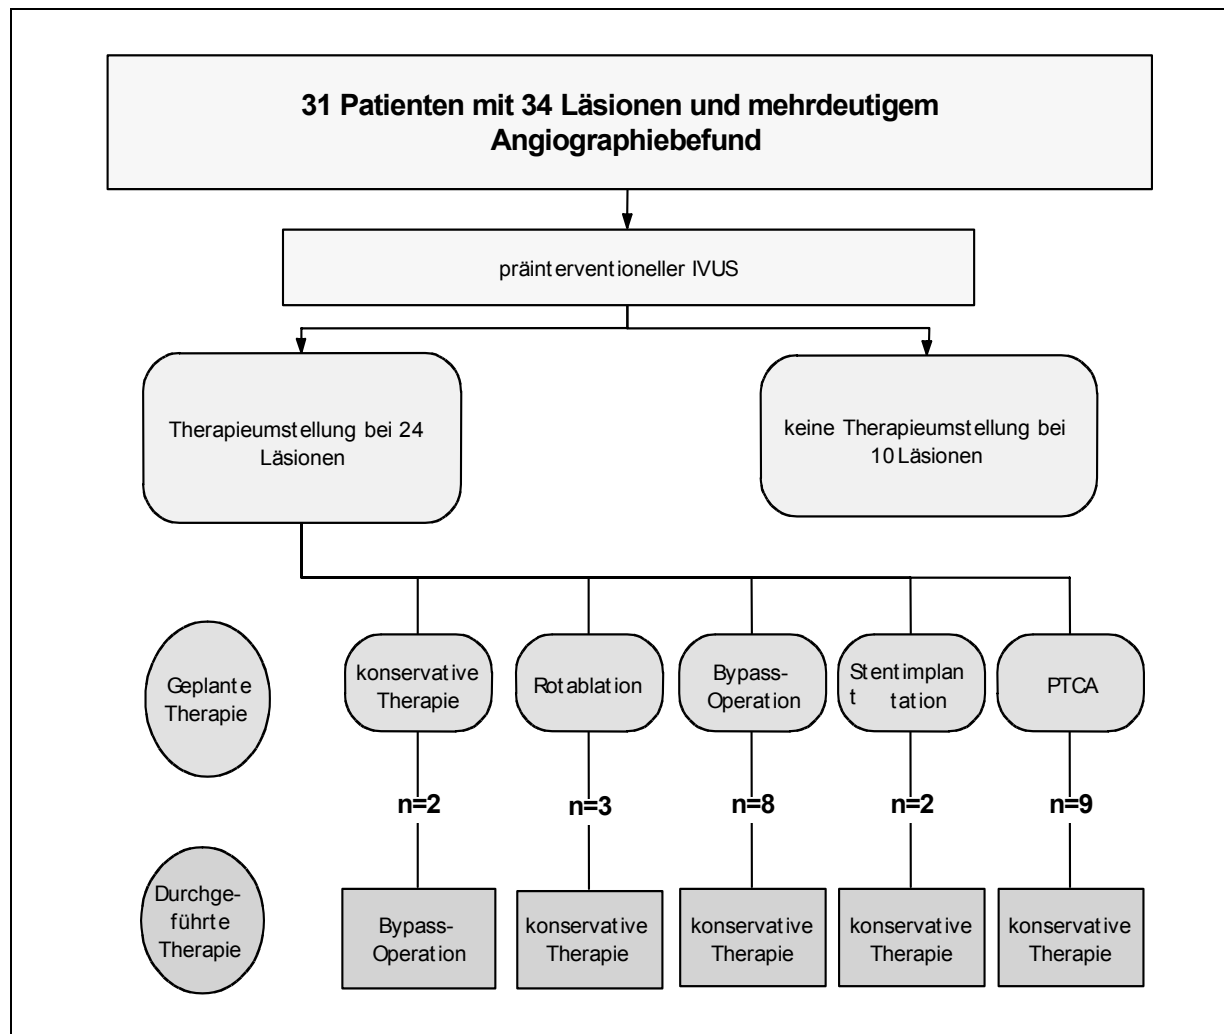 31 Patienten mit 34 Läsionen und mehrdeutigem
Angiographiebefund
präinterventioneller IVUS
Therapieumstellung bei 24
Läsionen
keine Therapieumstellung bei
10 Läsionen
Geplante
Therapie
konservative
Therapie
Rotablation
Bypass-
Operation
Stentimplan
t tation
PTCA
n=2
n=3
n=8
n=2
n=9
Durchge-
führte
Therapie
Bypass-
Operation
konservative
Therapie
konservative
Therapie
konservative
Therapie
konservative
Therapie